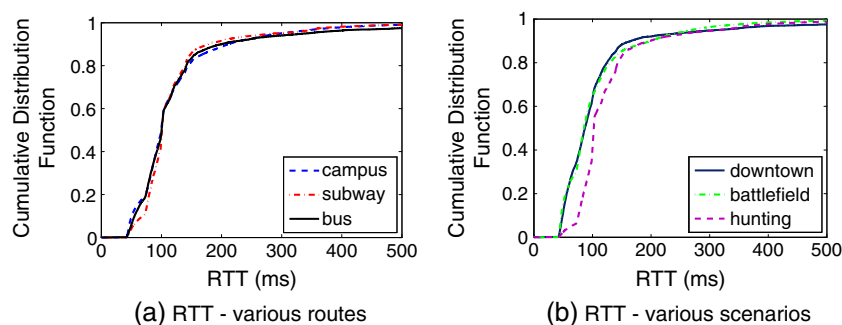 Cumulative Distribution
Function
1
0.8
0.6
0.4
0.2
0
0 100 200 300 400 500
RTT (ms)
campus
subway
bus
(a) RTT - various routes
Cumulative Distribution
Function
1
0.8
0.6
0.4
0.2
0
0 100 200 300 400 500
RTT (ms)
downtown
battlefield
hunting
(b) RTT - various scenarios